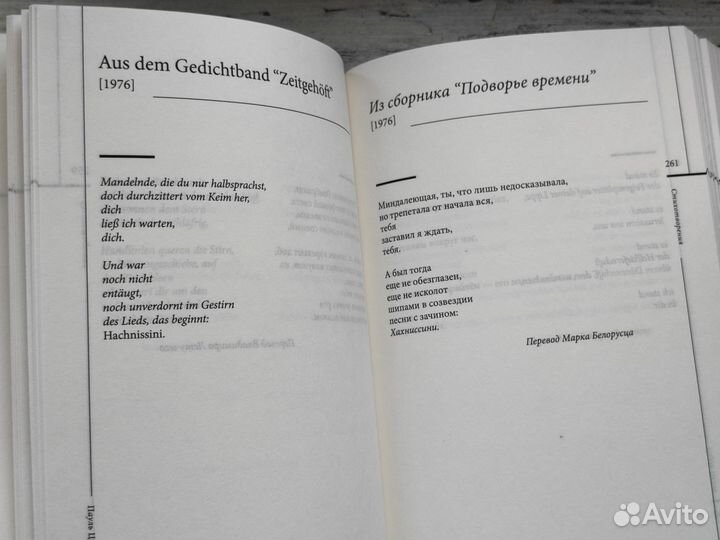 Aus dem Gedichtband “Zeitgehöft”
[1976]
Mandelnde, die du nur halbsprachst,
doch durchzittert vom Keim her,
dich
ließ ich warten,
dich.
Und war
noch nicht
entäugt,
noch unverdornt im Gestirn
des Lieds, das beginnt:
Hachnissini.
Из сборника “Подворье времени”
[1976]
261
Стихотворения
Миндалеющая, ты, что лишь недосказывала,
но трепетала от начала вся,
тебя
заставил я ждать,
тебя.
А был тогда
еще не обезглазен,
еще не исколот
шипами в созвездии
песни с зачином:
Хахниссини.
Перевод Марка Белорусца
Пауль
Avito